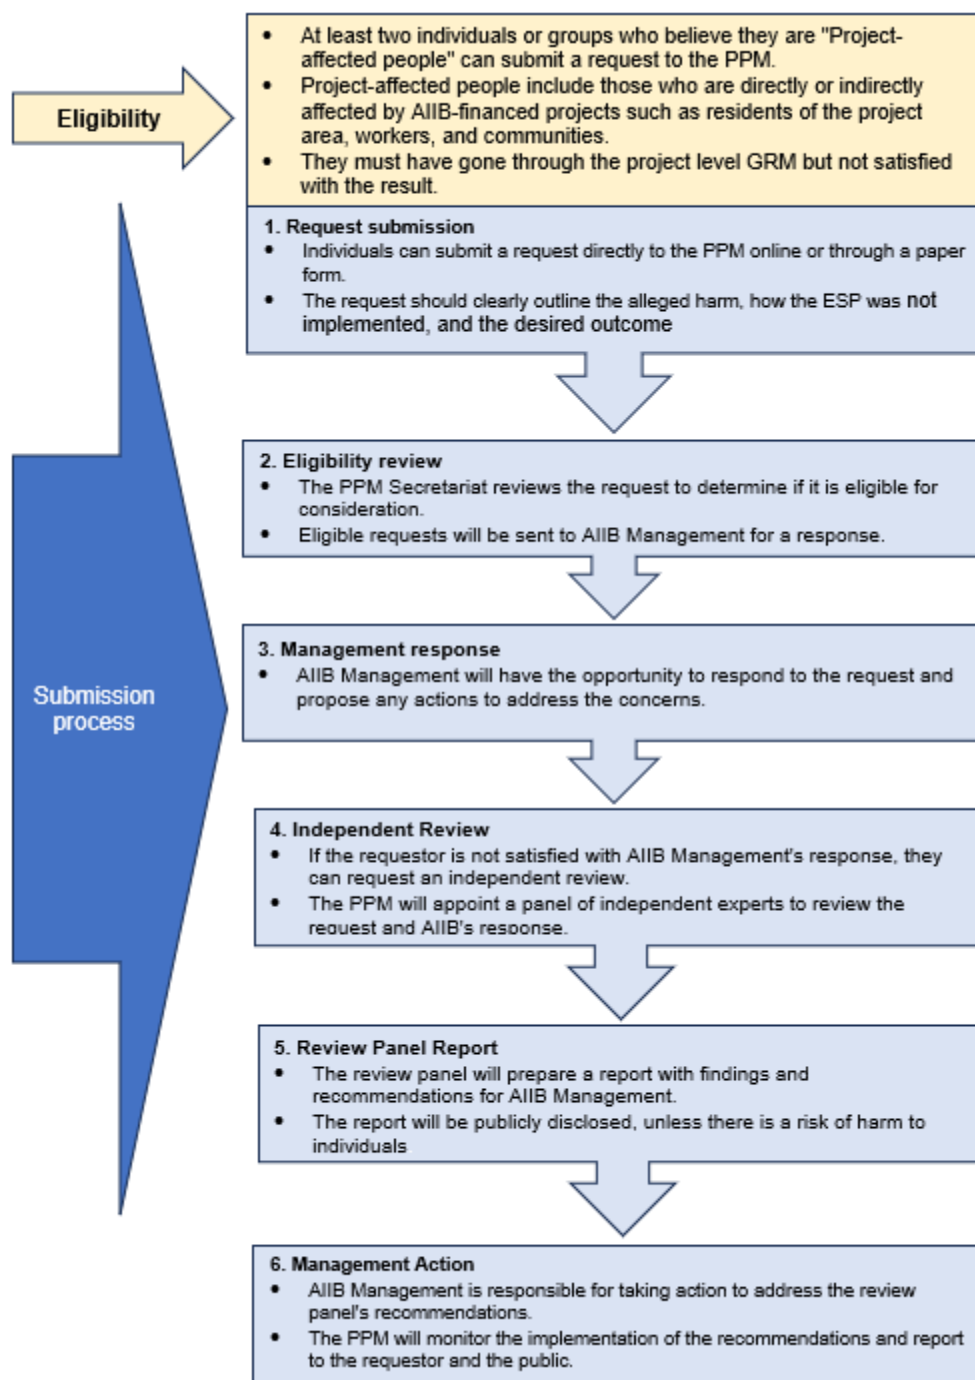 Eligibility
• At least two individuals or groups who believe they are "Project-
affected people" can submit a request to the PPM.
• Project-affected people include those who are directly or indirectly
affected by AIIB-financed projects such as residents of the project
area, workers, and communities.
• They must have gone through the project level GRM but not satisfied
with the result.
Submission
process
1. Request submission
• Individuals can submit a request directly to the PPM online or through a paper
form.
• The request should clearly outline the alleged harm, how the ESP was not
implemented, and the desired outcome
2. Eligibility review
• The PPM Secretariat reviews the request to determine if it is eligible for
consideration.
• Eligible requests will be sent to AIIB Management for a response.
3. Management response
• AIIB Management will have the opportunity to respond to the request and
propose any actions to address the concerns.
4. Independent Review
• If the requestor is not satisfied with AIIB Management's response, they
can request an independent review.
• The PPM will appoint a panel of independent experts to review the
request and AIIB's response.
5. Review Panel Report
• The review panel will prepare a report with findings and
recommendations for AIIB Management.
• The report will be publicly disclosed, unless there is a risk of harm to
individuals
6. Management Action
• AIIB Management is responsible for taking action to address the review
panel's recommendations.
• The PPM will monitor the implementation of the recommendations and report
to the requestor and the public.